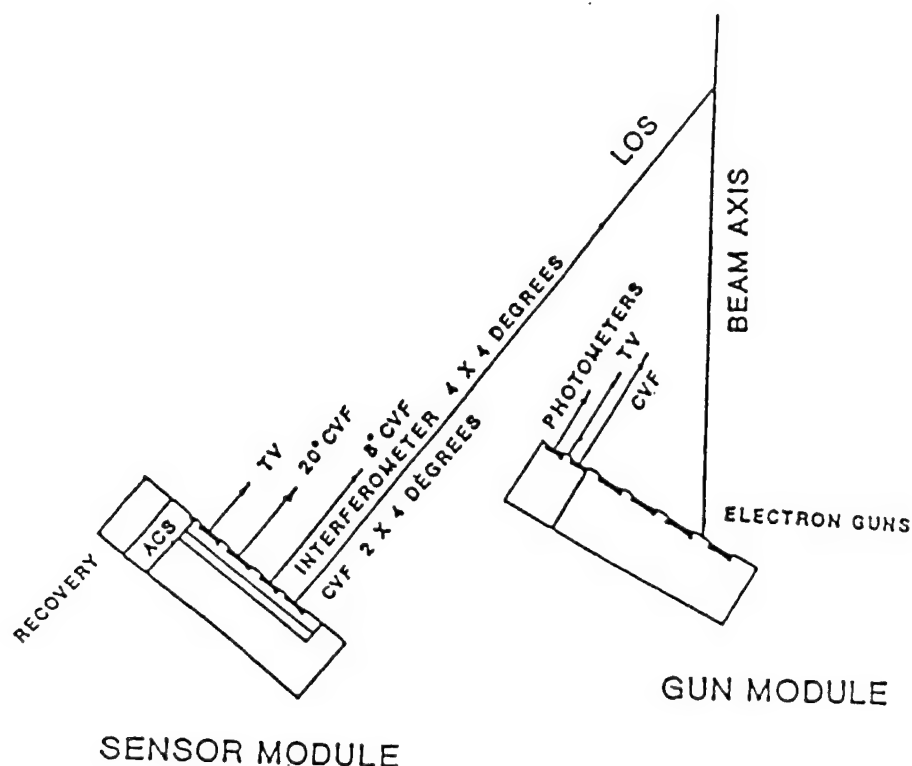 LOS
BEAM AXIS
PHOTOMETERS
TV
CVF
TV
20° CVF
8° CVF
INTERFEROMETER 4 X 4 DEGREES
CVF 2 X 4 DEGREES
ACS
RECOVERY
ELECTRON GUNS
GUN MODULE
SENSOR MODULE